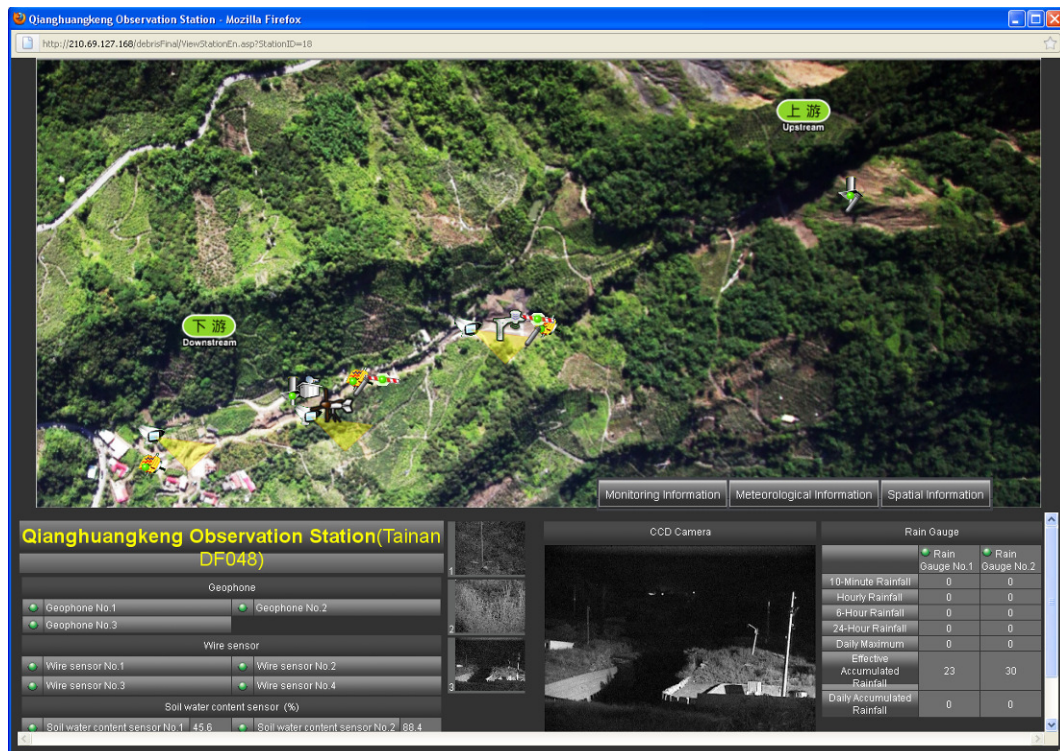 Qianghuangkeng Observation Station - Mozilla Firefox
http://210.69.127.168/debrisFinal/ViewStationEn.asp?StationID=18
上 游
Upstream
下 游
Downstream
Monitoring Information
Meteorological Information
Spatial Information
Qianghuangkeng Observation Station(Tainan
DF048)
Geophone
Geophone No.1
Geophone No.2
Geophone No.3
Wire sensor
Wire sensor No.1
Wire sensor No.2
Wire sensor No.3
Wire sensor No.4
Soil water content sensor (%)
Soil water content sensor No.1 45.6
Soil water content sensor No.2 88.4
1
2
3
CCD Camera
Rain Gauge
Rain
Gauge No.1
Rain
Gauge No.2
10-Minute Rainfall 0 0
Hourly Rainfall 0 0
6-Hour Rainfall 0 0
24-Hour Rainfall 0 0
Daily Maximum 0 0
Effective
Accumulated
Rainfall
23 30
Daily Accumulated
Rainfall
0 0